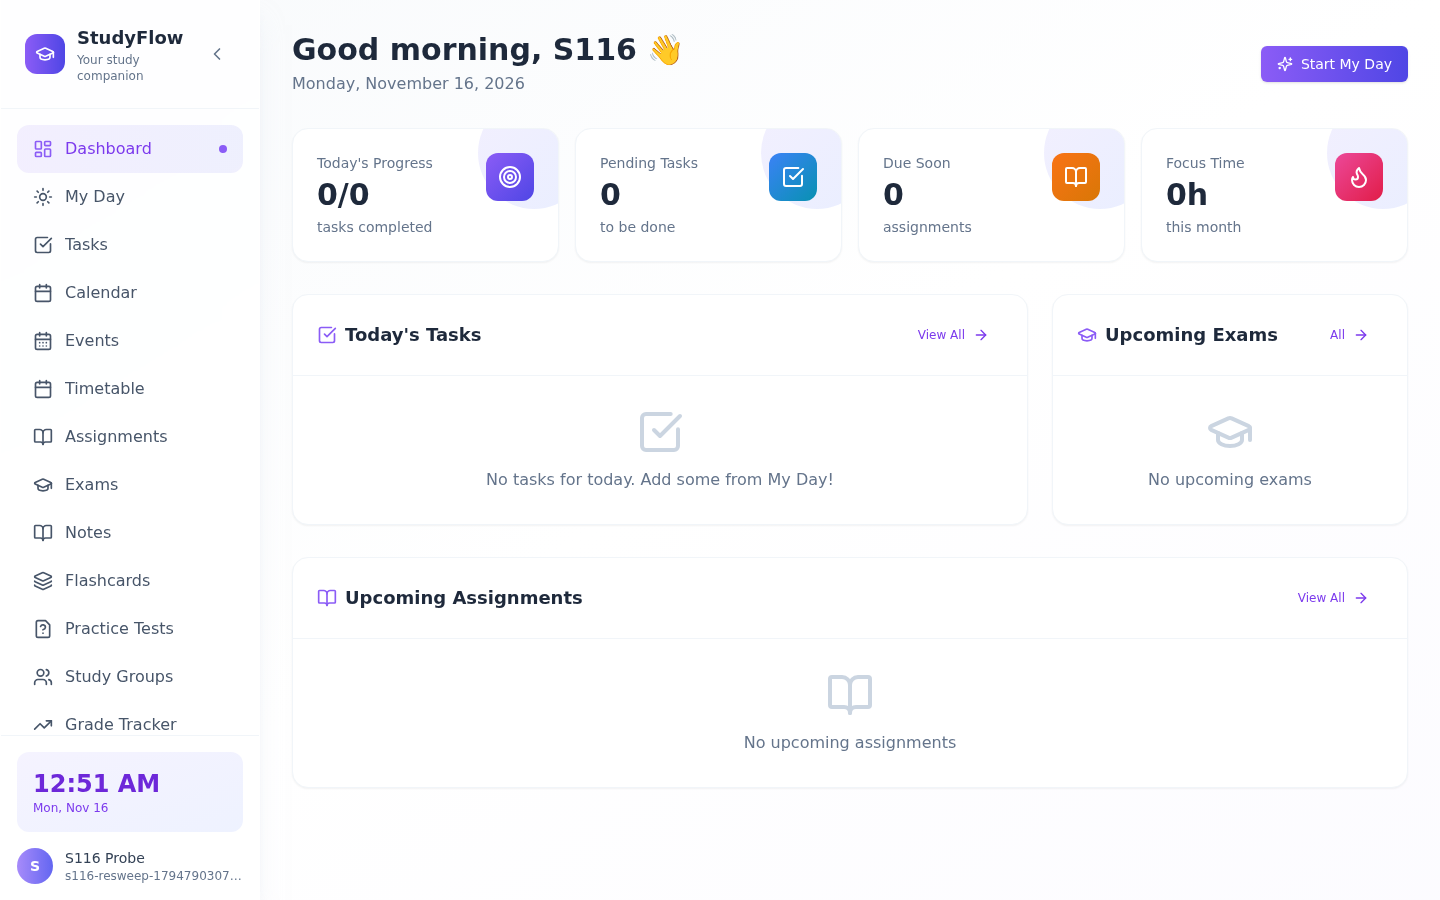 StudyFlow
Your study
companion
Dashboard
My Day
Tasks
Calendar
Events
Timetable
Assignments
Exams
Notes
Flashcards
Practice Tests
Study Groups
Grade Tracker
12:51 AM
Mon, Nov 16
S
S116 Probe
s116-resweep-1794790307...
Good morning, S116 👋
Monday, November 16, 2026
Start My Day
Today's Progress
0/0
tasks completed
Pending Tasks
0
to be done
Due Soon
0
assignments
Focus Time
0h
this month
Today's Tasks
View All
No tasks for today. Add some from My Day!
Upcoming Exams
All
No upcoming exams
Upcoming Assignments
View All
No upcoming assignments